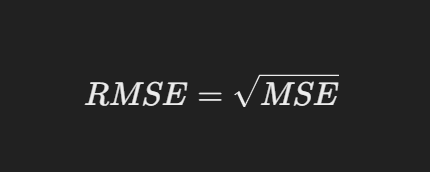 RMSE = √MSE